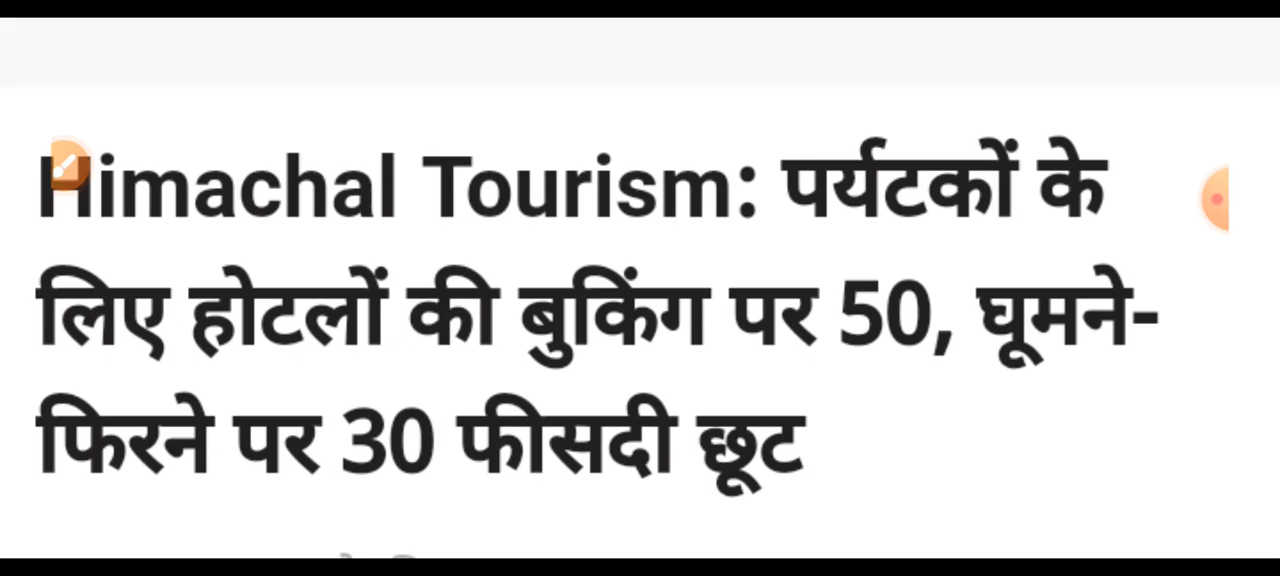 Himachal Tourism: पर्यटकों के
लिए होटलों की बुकिंग पर 50, घूमने-
फिरने पर 30 फीसदी छूट